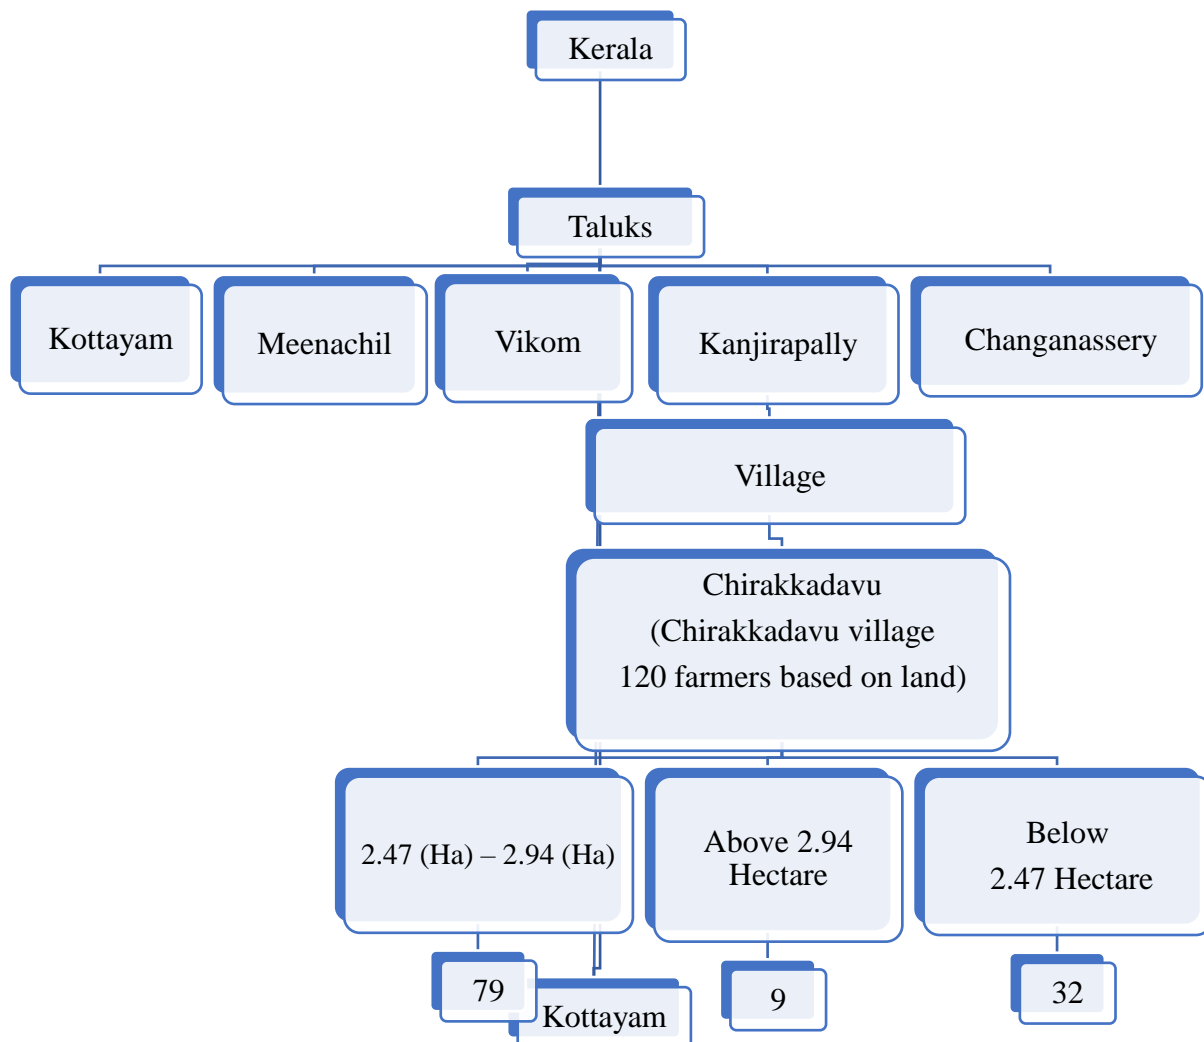 Kerala
Taluks
Kottayam
Meenachil
Vikom
Kanjirapally
Changanassery
Village
Chirakkadavu
(Chirakkadavu village
120 farmers based on land)
2.47 (Ha) – 2.94 (Ha)
Above 2.94
Hectare
Below
2.47 Hectare
79
9
32
Kottayam